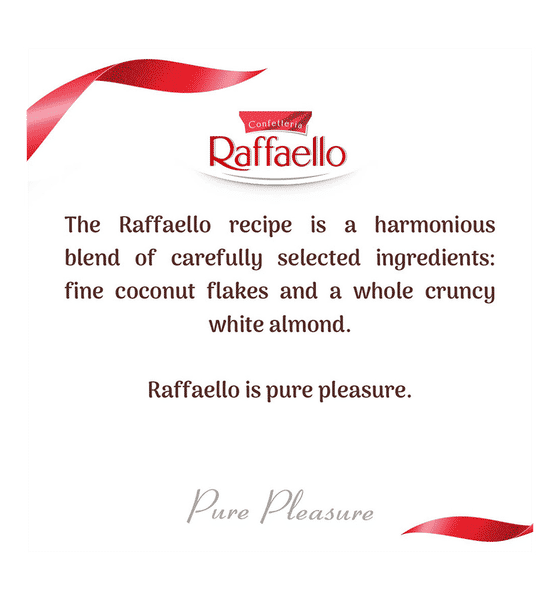 Confetteria
Raffaello
The Raffaello recipe is a harmonious
blend of carefully selected ingredients:
fine coconut flakes and a whole cruncy
white almond.
Raffaello is pure pleasure.
Pure Pleasure